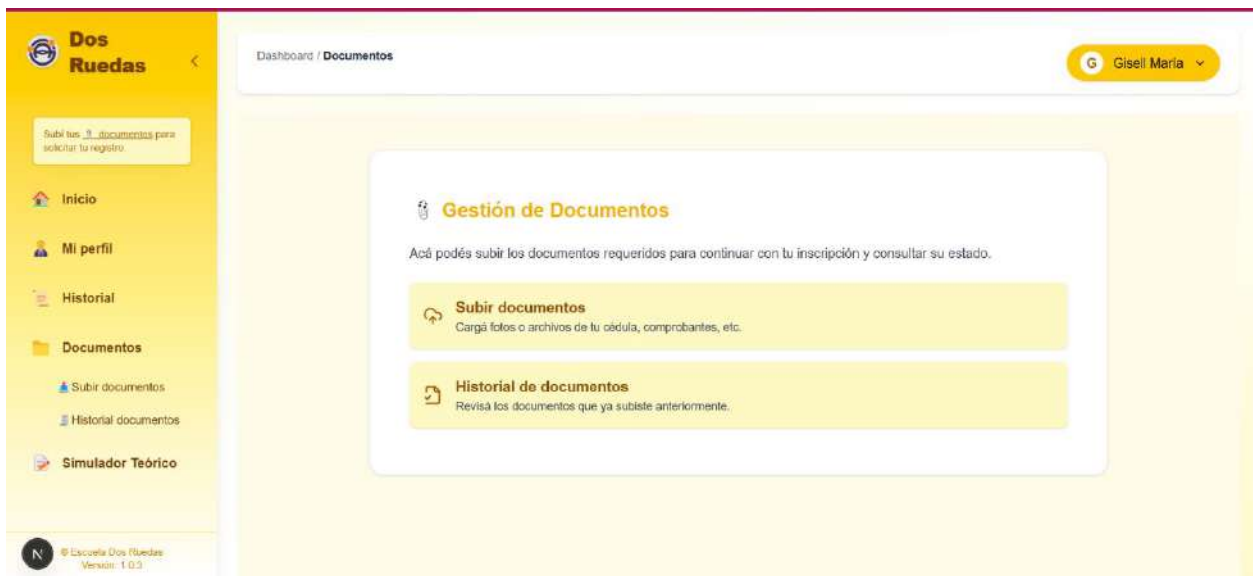 Dos
Ruedas
Dashboard / Documentos
G Gisell María
Subí tus documentos para
solicitar tu registro.
Inicio
Mi perfil
Historial
Documentos
Subir documentos
Historial documentos
Simulador Teórico
N
© Escuela Dos Ruedas
Versión: 1.0.3
Gestión de Documentos
Acá podés subir los documentos requeridos para continuar con tu inscripción y consultar su estado.
Subir documentos
Cargá fotos o archivos de tu cédula, comprobantes, etc.
Historial de documentos
Revisá los documentos que ya subiste anteriormente.